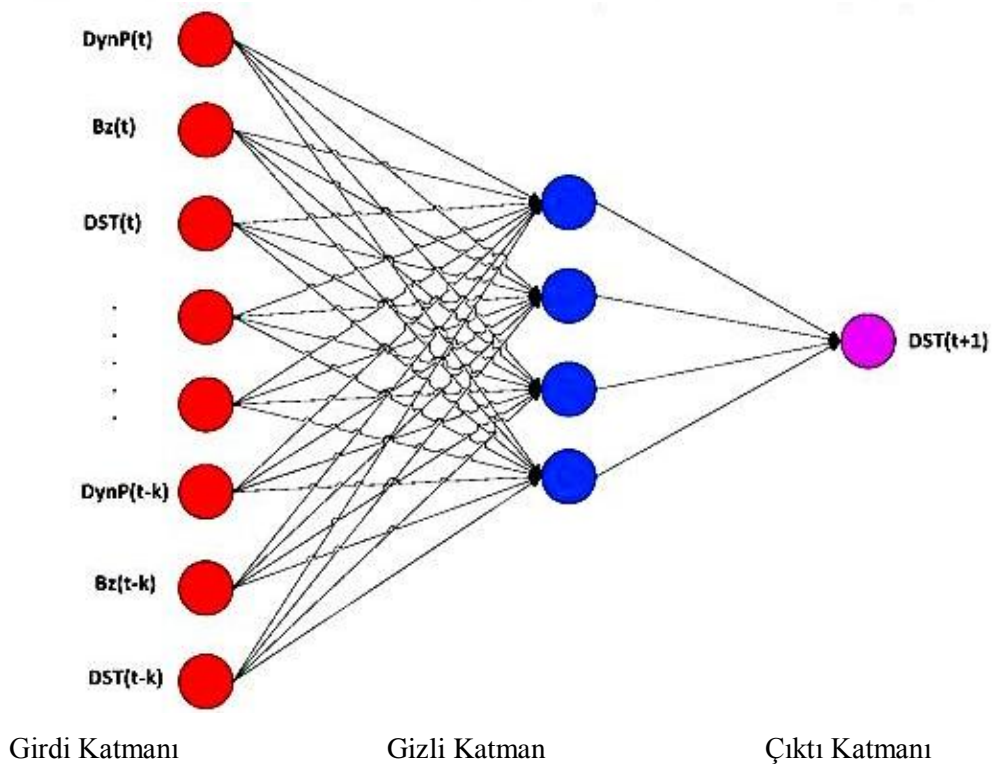 DynP(t)
Bz(t)
DST(t)
.
.
.
.
.
DynP(t-k)
Bz(t-k)
DST(t-k)
DST(t+1)
Girdi Katmanı Gizli Katman Çıktı Katmanı